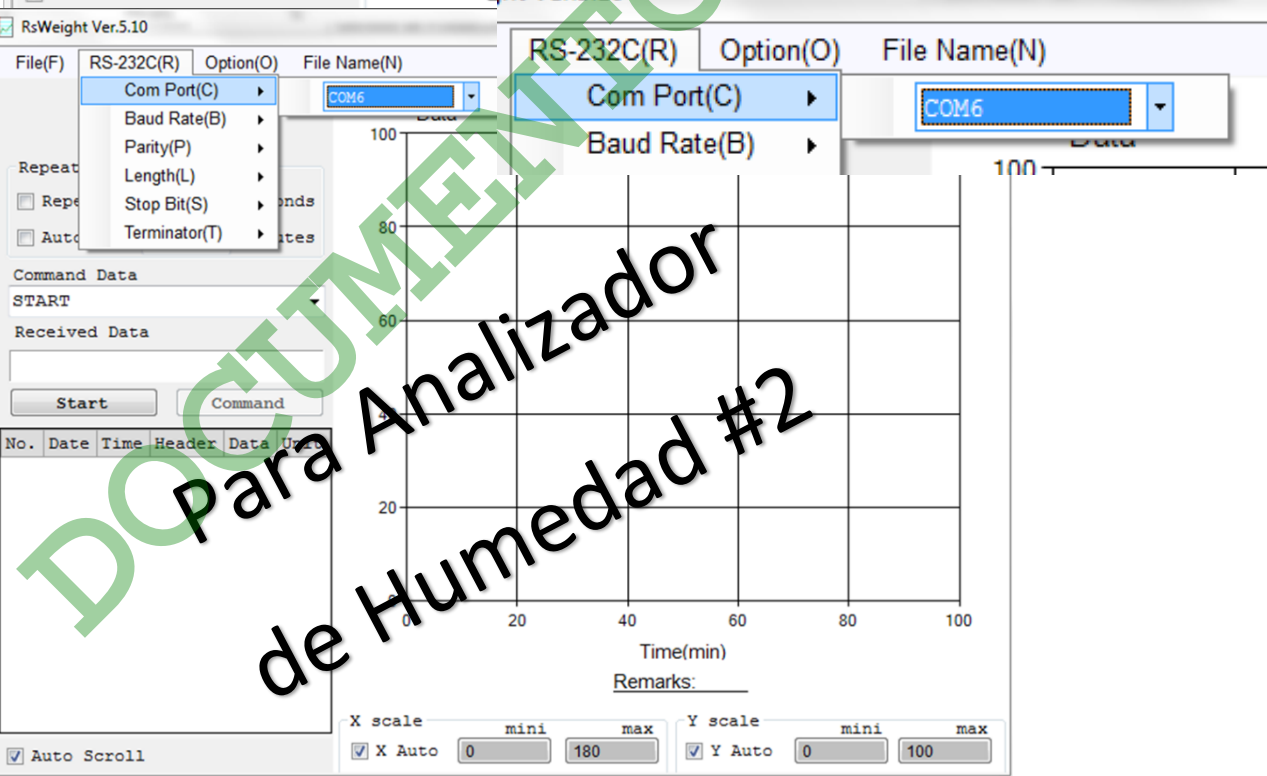 RsWeight Ver.5.10
File(F) RS-232C(R) Option(O) File Name(N)
Com Port(C)
COM6
Baud Rate(B)
Parity(P)
Length(L)
Stop Bit(S)
Terminator(T)
RS-232C(R) Option(O) File Name(N)
Com Port(C)
COM6
Baud Rate(B)
Command Data
START
Received Data
Start Command
No. Date Time Header Data Unit
Auto Scroll
100
100
80
60
20
0 20 40 60 80 100
Time(min)
Remarks:
X scale
mini max
X Auto 0 180
Y scale
mini max
Y Auto 0 100
DOCUMENTO
Para Analizador
de Humedad #2